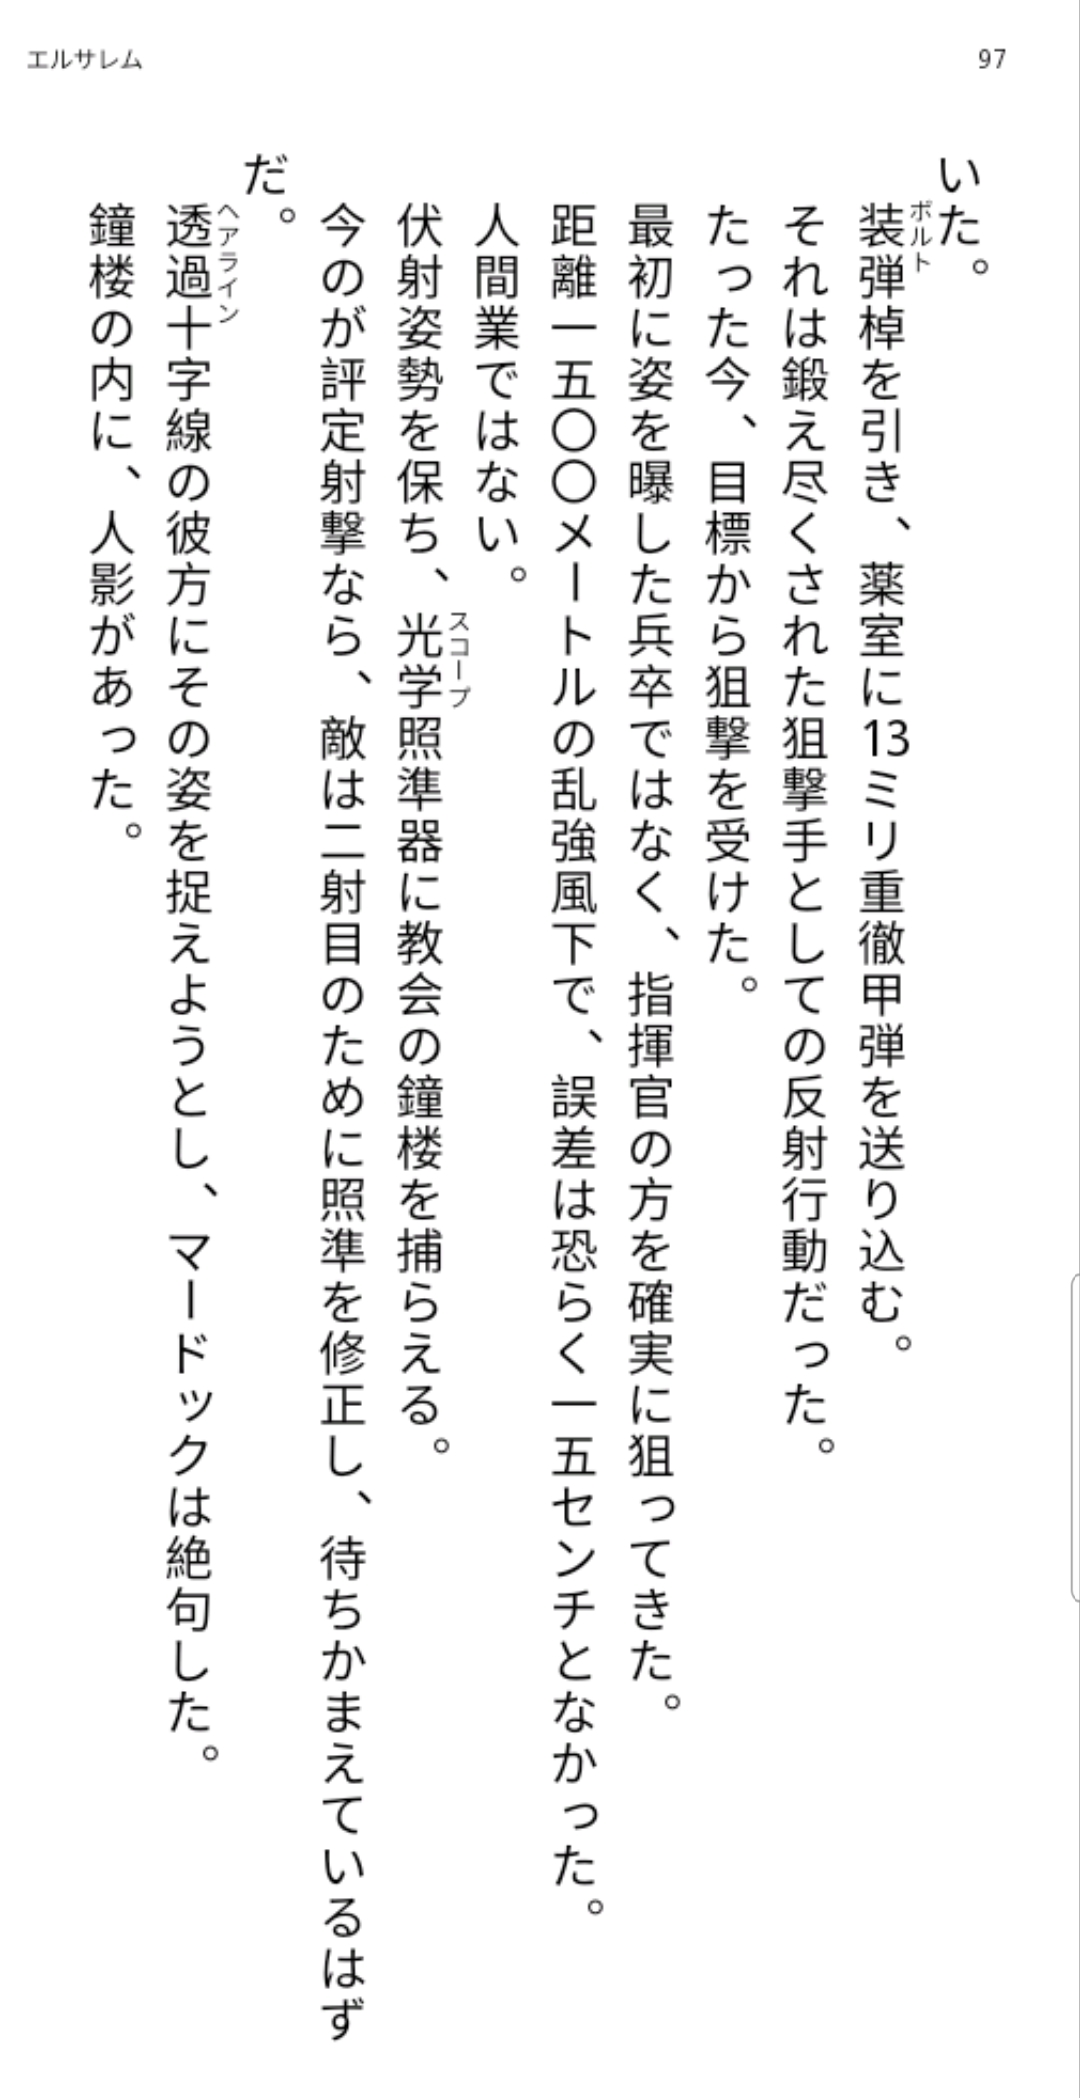 エルサレム
97
いた。
装弾棹を引き、薬室に13ミリ重徹甲弾を送り込む。
ボルト
それは鍛え尽くされた狙撃手としての反射行動だった。
たった今、目標から狙撃を受けた。
最初に姿を曝した兵卒ではなく、指揮官の方を確実に狙ってきた。
距離一五〇〇メートルの乱強風下で、誤差は恐らく一五センチとなかった。
人間業ではない。
伏射姿勢を保ち、光学照準器に教会の鐘楼を捕らえる。
スコープ
今のが評定射撃なら、敵は二射目のために照準を修正し、待ちかまえているはず
だ。
透過十字線の彼方にその姿を捉えようとし、マードックは絶句した。
ヘアライン
鐘楼の内に、人影があった。